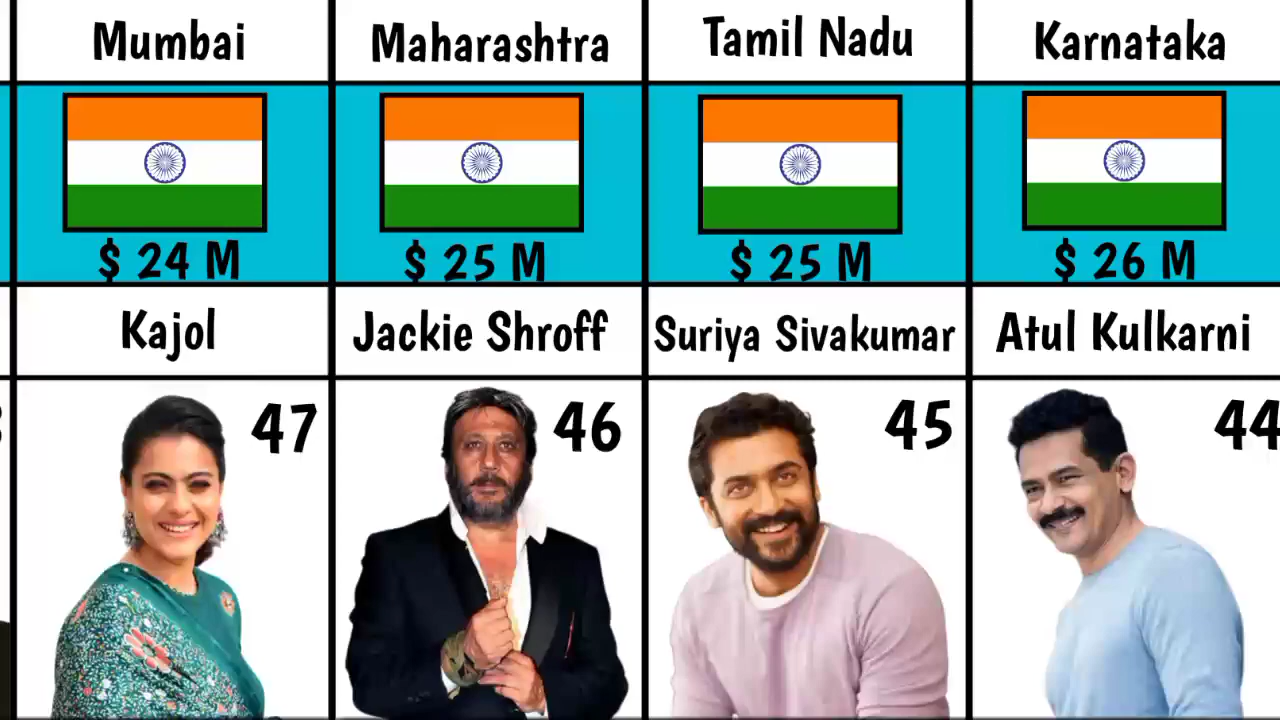 Mumbai
Maharashtra
Tamil Nadu
Karnataka
$ 24 M
$ 25 M
$ 25 M
$ 26 M
Kajol
Jackie Shroff
Suriya Sivakumar
Atul Kulkarni
47
46
45
44